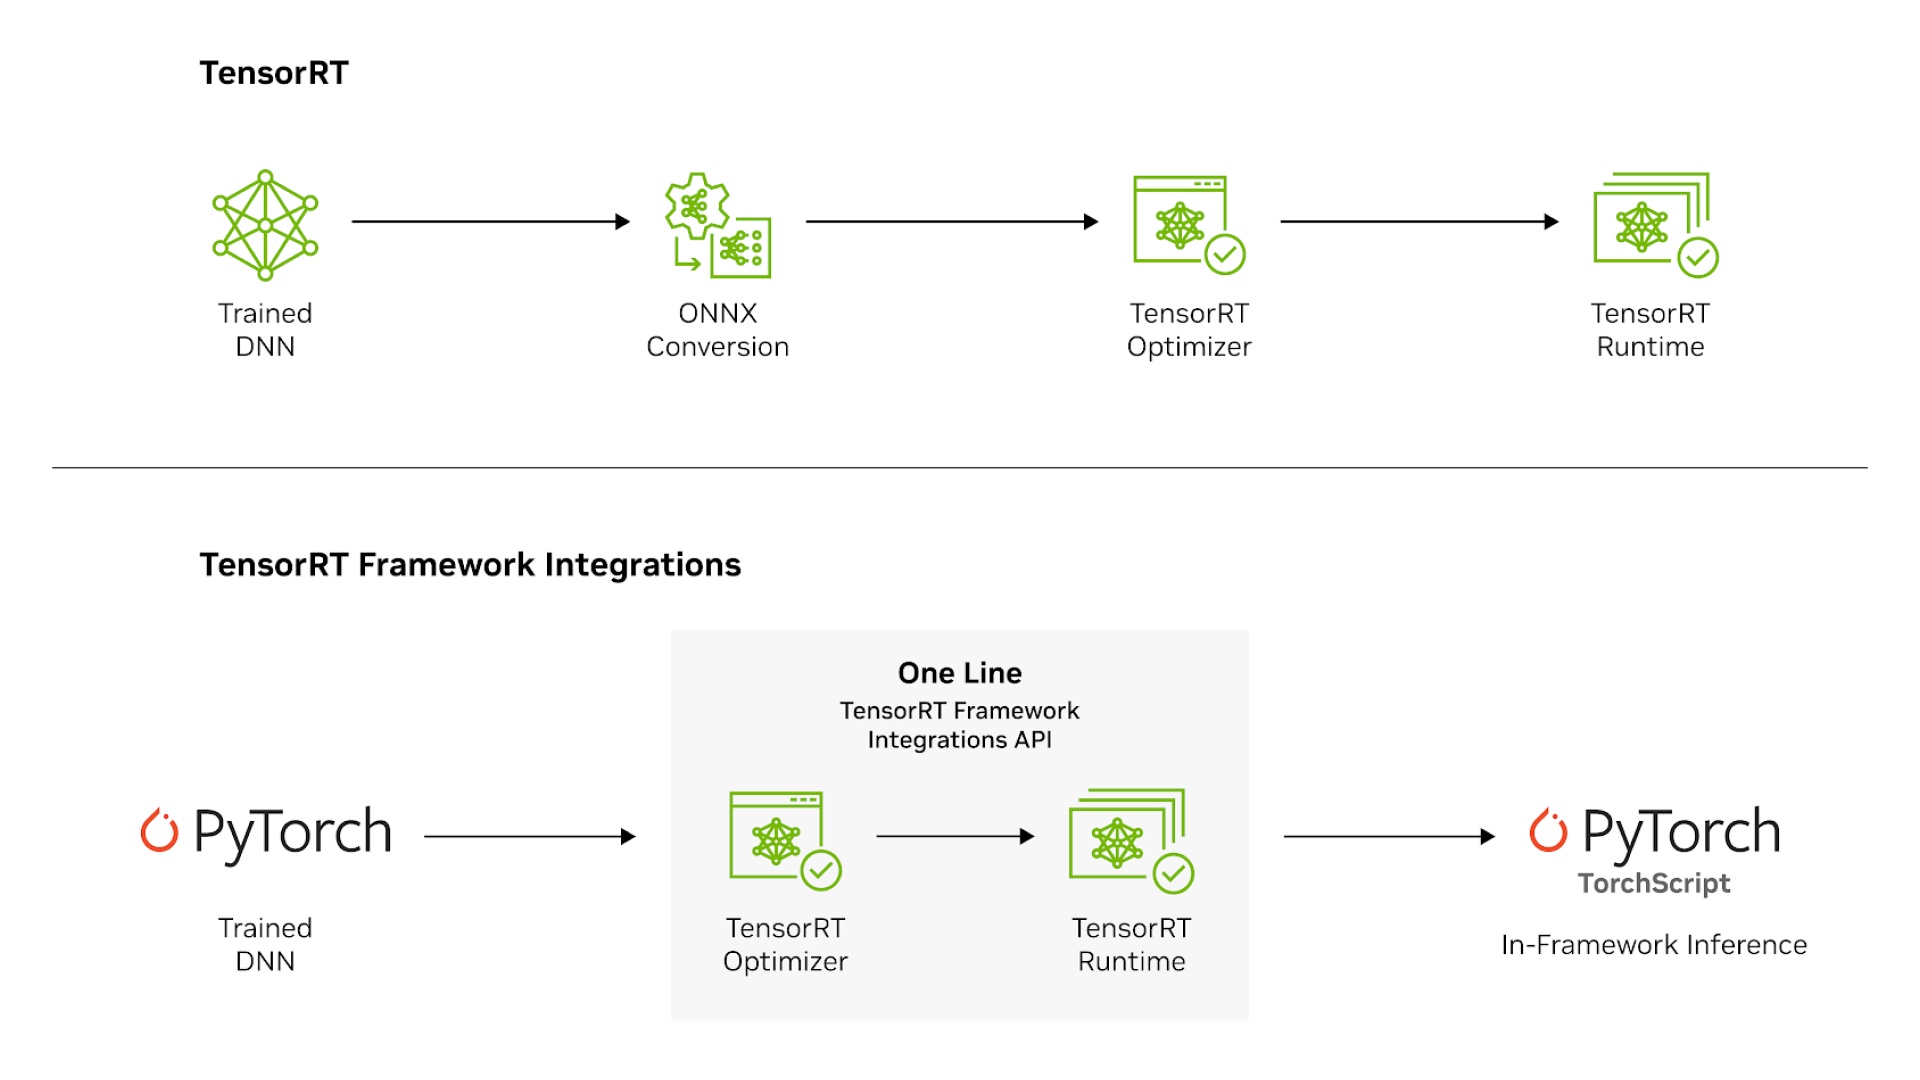 TensorRT
Trained
DNN
ONNX
Conversion
TensorRT
Optimizer
TensorRT
Runtime
TensorRT Framework Integrations
One Line
TensorRT Framework
Integrations API
PyTorch
Trained
DNN
TensorRT
Optimizer
TensorRT
Runtime
PyTorch
TorchScript
In-Framework Inference